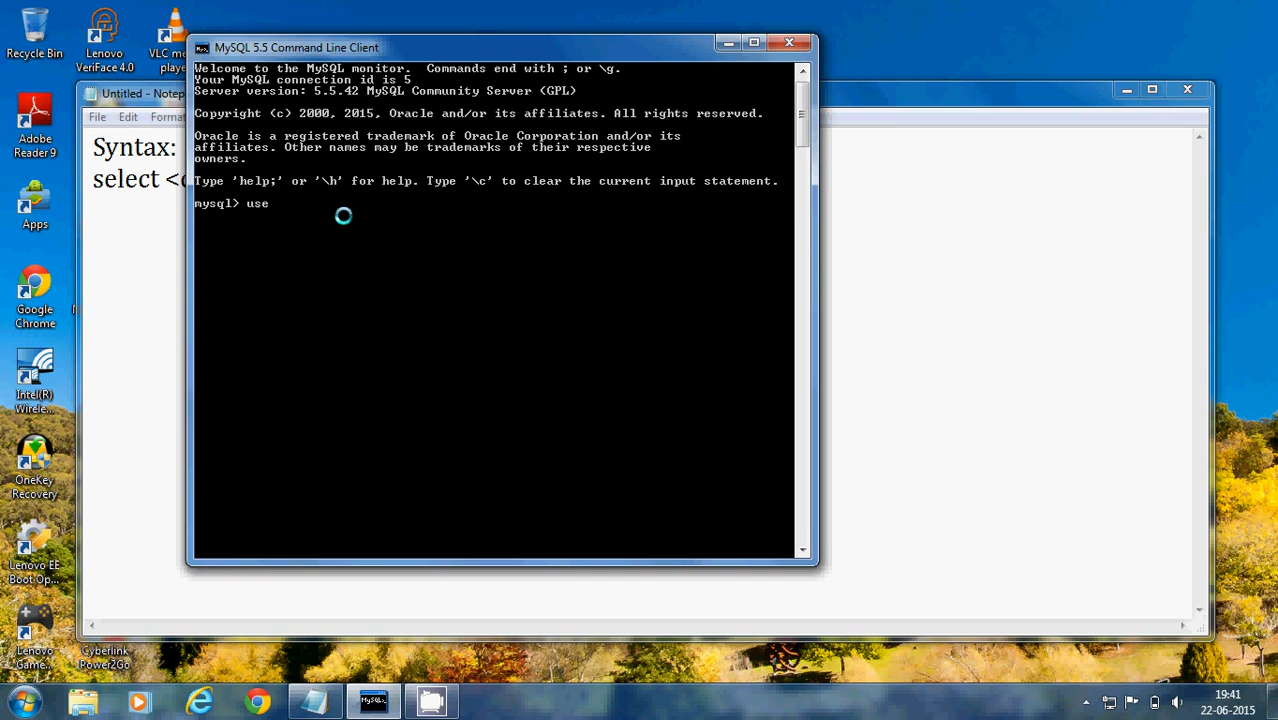 Recycle Bin
Lenovo
VeriFace 4.0
VLC me
playe
Adobe
Reader 9
Apps
Google
Chrome
Intel(R)
Wirele...
OneKey
Recovery
Lenovo EE
Boot Op...
Lenovo
Game...
Cyberlink
Power2Go
Untitled - Notep
File Edit Format
Syntax:
select <c
MySQL 5.5 Command Line Client
Welcome to the MySQL monitor.  Commands end with ; or \g.
Your MySQL connection id is 5
Server version: 5.5.42 MySQL Community Server (GPL)
Copyright (c) 2000, 2015, Oracle and/or its affiliates. All rights reserved.
Oracle is a registered trademark of Oracle Corporation and/or its
affiliates. Other names may be trademarks of their respective
owners.
Type 'help;' or '\h' for help. Type '\c' to clear the current input statement.
mysql> use
19:41
22-06-2015